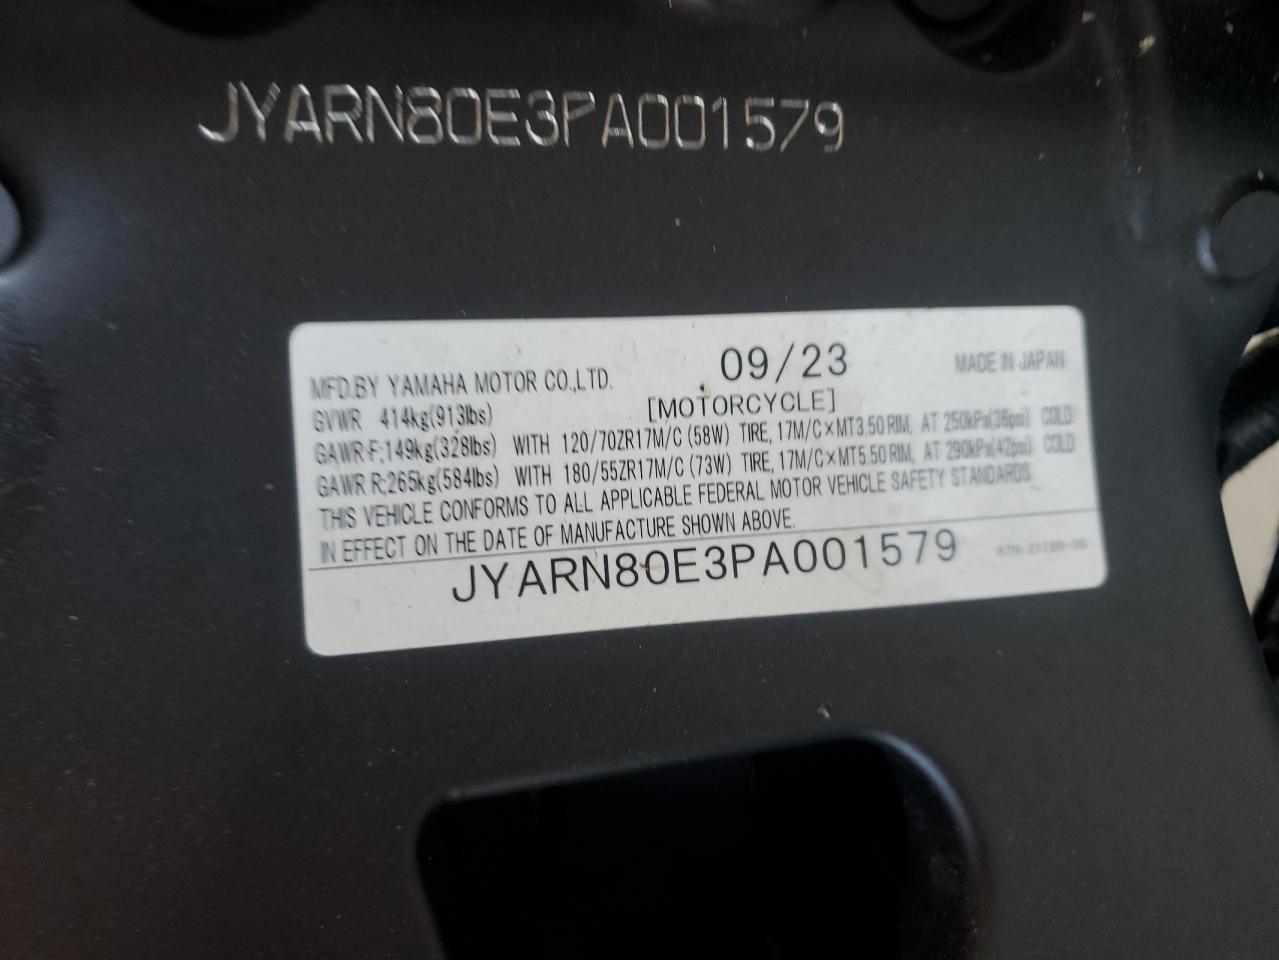 JYARN80E3PA001579
MFD.BY YAMAHA MOTOR CO.,LTD. 09/23 MADE IN JAPAN
GVWR 414kg(913lbs) [MOTORCYCLE]
GAWR F:149kg(328lbs) WITH 120/70ZR17M/C (58W) TIRE, 17M/C×MT3.50 RIM, AT 250kPa(36psi) COLD
GAWR R:265kg(584lbs) WITH 180/55ZR17M/C (73W) TIRE, 17M/C×MT5.50 RIM, AT 290kPa(42psi) COLD
THIS VEHICLE CONFORMS TO ALL APPLICABLE FEDERAL MOTOR VEHICLE SAFETY STANDARDS
IN EFFECT ON THE DATE OF MANUFACTURE SHOWN ABOVE.
JYARN80E3PA001579